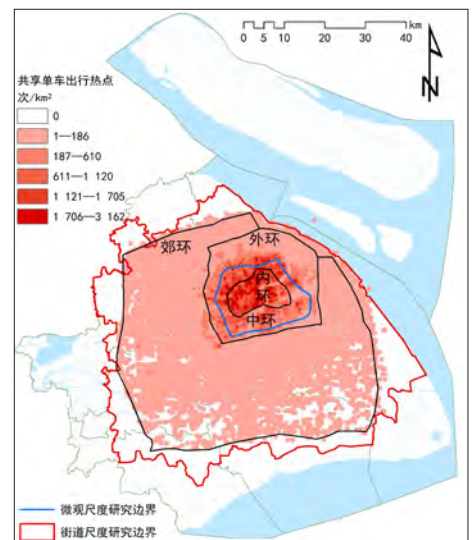 km
0 5 10 20 30 40
N
共享单车出行热点
次/km²
0
1—186
187—610
611—1 120
1 121—1 705
1 706—3 162
郊环
外环
内
环
中环
微观尺度研究边界
街道尺度研究边界